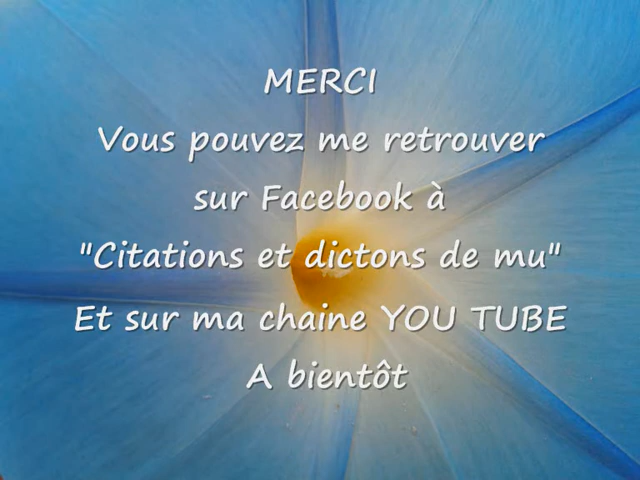 MERCI
Vous pouvez me retrouver
sur Facebook à
"Citations et dictons de mu"
Et sur ma chaine YOU TUBE
A bientôt